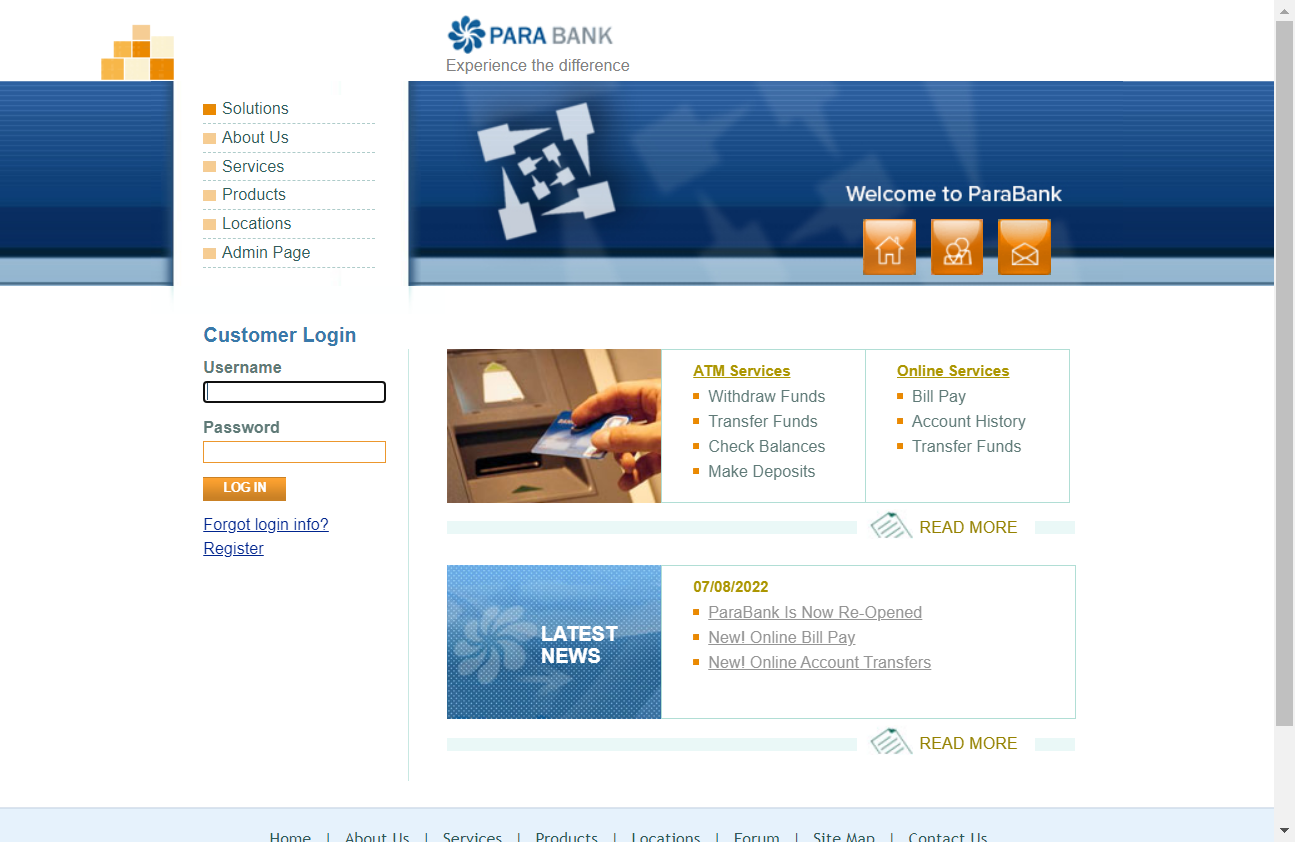 PARA BANK
Experience the difference
Solutions
About Us
Services
Products
Locations
Admin Page
Welcome to ParaBank
Customer Login
Username
Password
LOG IN
Forgot login info?
Register
ATM Services
Withdraw Funds
Transfer Funds
Check Balances
Make Deposits
Online Services
Bill Pay
Account History
Transfer Funds
READ MORE
LATEST
NEWS
07/08/2022
ParaBank Is Now Re-Opened
New! Online Bill Pay
New! Online Account Transfers
READ MORE
Home | About Us | Services | Products | Locations | Forum | Site Map | Contact Us